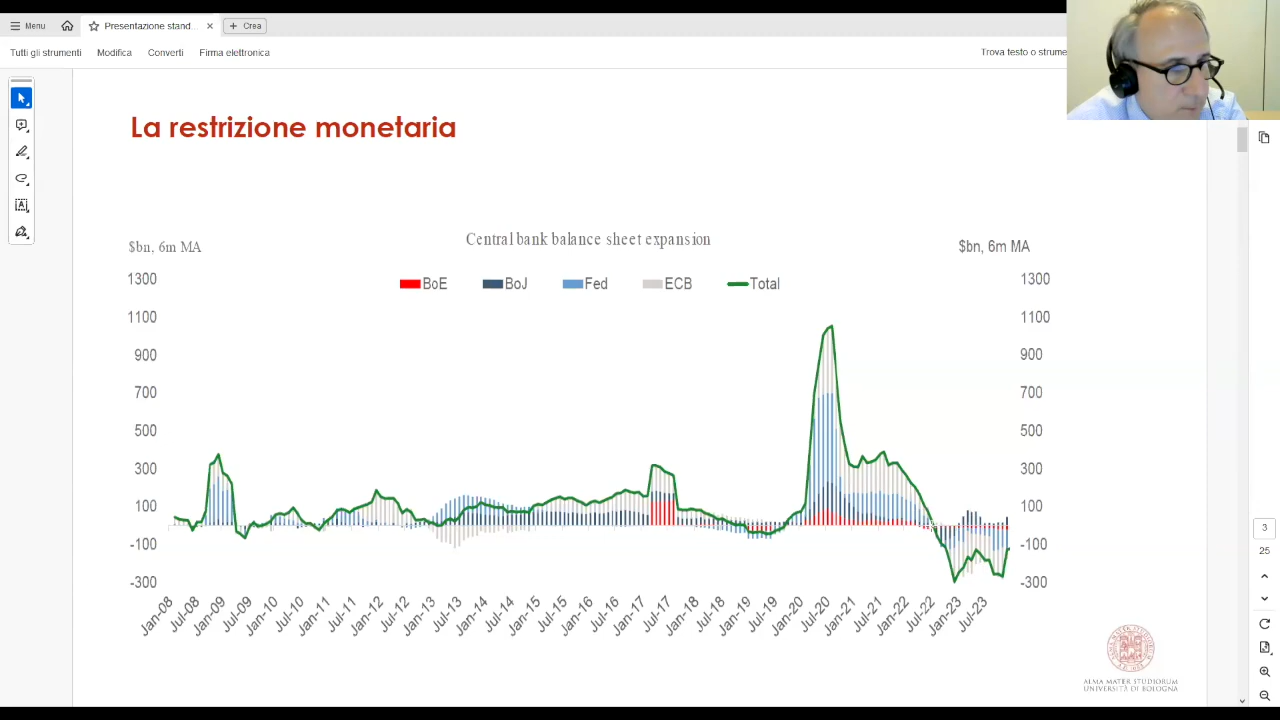 Menu
Presentazione stand...
Crea
Tutti gli strumenti
Modifica
Converti
Firma elettronica
Trova testo o strume
La restrizione monetaria
Central bank balance sheet expansion
$bn, 6m MA
$bn, 6m MA
BoE
BoJ
Fed
ECB
Total
1300
1100
900
700
500
300
100
-100
-300
1300
1100
900
700
500
300
100
-100
-300
Jan-08
Jul-08
Jan-09
Jul-09
Jan-10
Jul-10
Jan-11
Jul-11
Jan-12
Jul-12
Jan-13
Jul-13
Jan-14
Jul-14
Jan-15
Jul-15
Jan-16
Jul-16
Jan-17
Jul-17
Jan-18
Jul-18
Jan-19
Jul-19
Jan-20
Jul-20
Jan-21
Jul-21
Jan-22
Jul-22
Jan-23
Jul-23
3
25
ALMA MATER STUDIORUM
UNIVERSITÀ DI BOLOGNA